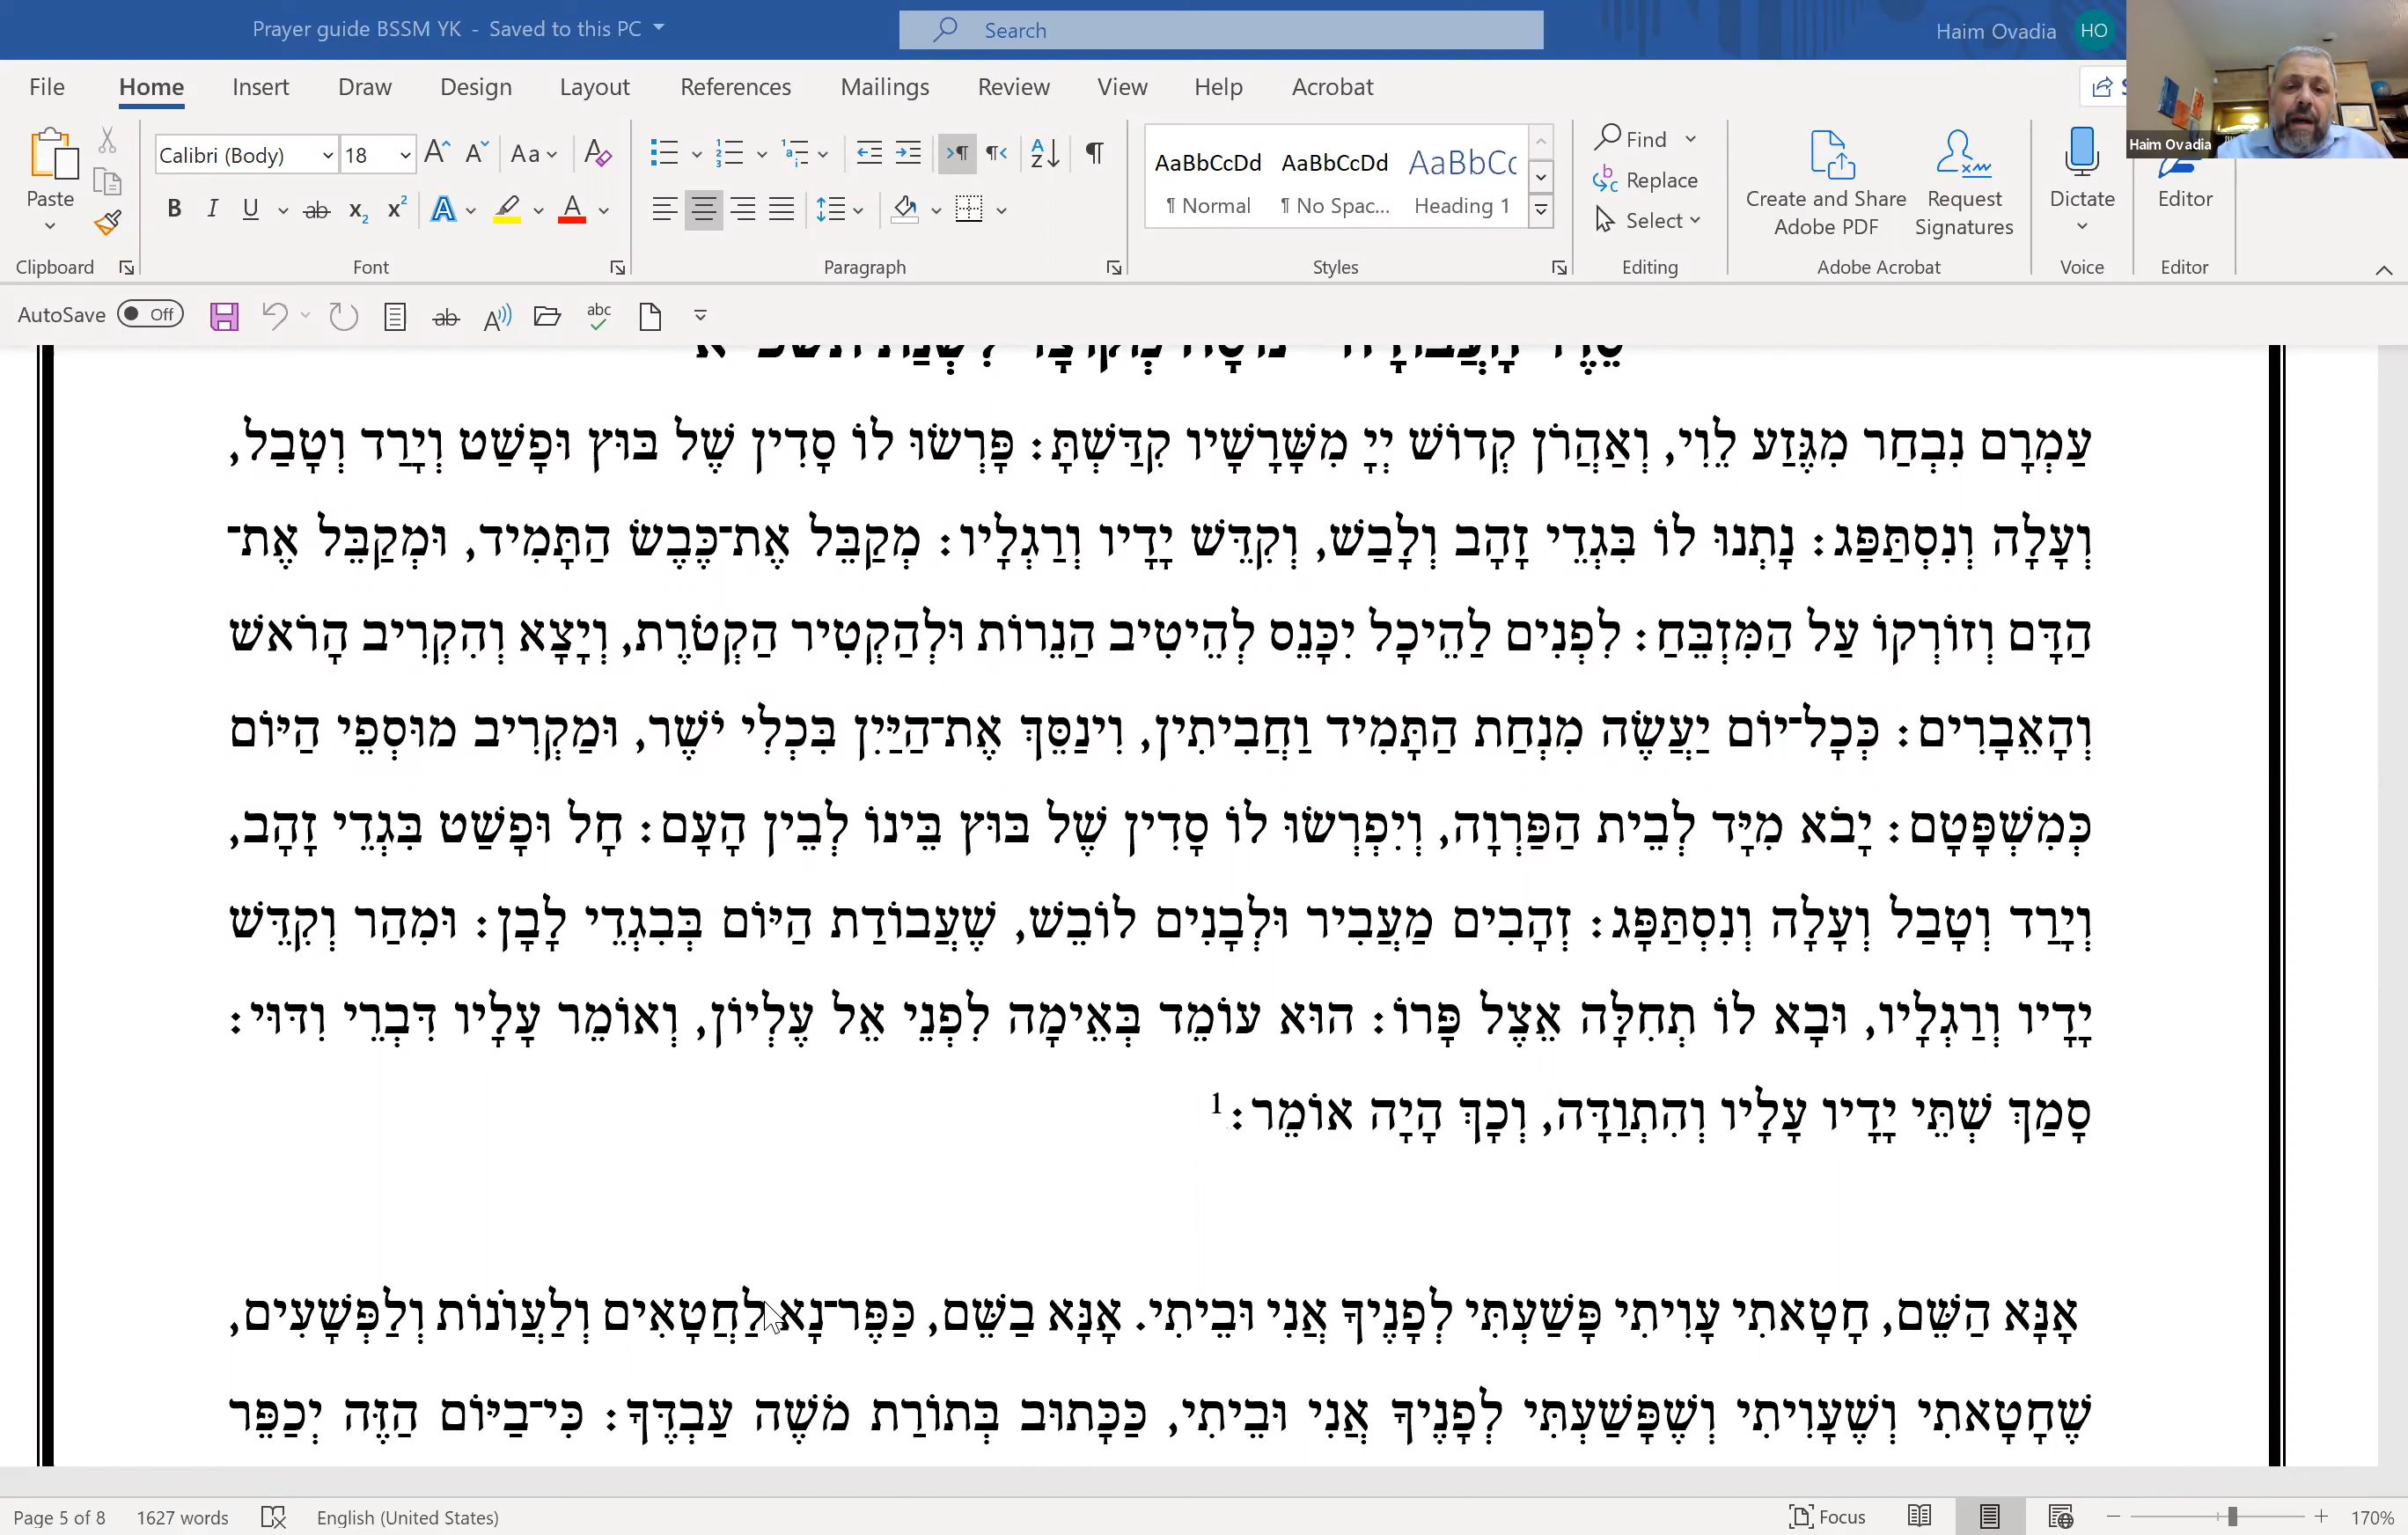 Prayer guide BSSM YK - Saved to this PC
Search
Haim Ovadia HO
File Home Insert Draw Design Layout References Mailings Review View Help Acrobat
Haim Ovadia
Paste
Calibri (Body) 18
Aa
AaBbCcDd AaBbCcDd AaBbCc
¶ Normal ¶ No Spac... Heading 1
Find
Replace
Select
Create and Share Adobe PDF
Request Signatures
Dictate
Editor
Clipboard Font Paragraph Styles Editing Adobe Acrobat Voice Editor
AutoSave Off
עַמְרָם נִבְחַר מִגֶּזַע לֵוִי, וְאַהֲרֹן קְדוֹשׁ יְיָ מִשָּׁרָשָׁיו קִדַּשְׁתָּ: פָּרְשׂוּ לוֹ סָדִין שֶׁל בּוּץ וּפָשַׁט וְיָרַד וְטָבַל,
וְעָלָה וְנִסְתַּפַּג: נָתְנוּ לוֹ בִּגְדֵי זָהָב וְלָבַשׁ, וְקִדֵּשׁ יָדָיו וְרַגְלָיו: מְקַבֵּל אֶת־כֶּבֶשׂ הַתָּמִיד, וּמְקַבֵּל אֶת־
הַדָּם וְזוֹרְקוֹ עַל הַמִּזְבֵּחַ: לִפְנִים לַהֵיכָל יִכָּנֵס לְהֵיטִיב הַנֵרוֹת וּלְהַקְטִיר הַקְטֹרֶת, וְיָצָא וְהִקְרִיב הָרֹאשׁ
וְהָאֵבָרִים: כְּכָל־יוֹם יַעֲשֶׂה מִנְחַת הַתָּמִיד וַחֲבִיתִין, וִינַסֵּךְ אֶת־הַיַּיִן בִּכְלִי יֹשֶׁר, וּמַקְרִיב מוּסְפֵי הַיּוֹם
כְּמִשְׁפָּטָם: יָבֹא מִיָּד לְבֵית הַפַּרְוָה, וְיִפְרְשׂוּ לוֹ סָדִין שֶׁל בּוּץ בֵּינוֹ לְבֵין הָעָם: חָל וּפָשַׁט בִּגְדֵי זָהָב,
וְיָרַד וְטָבַל וְעָלָה וְנִסְתַּפָּג: זְהָבִים מַעֲבִיר וּלְבָנִים לוֹבֵשׁ, שֶׁעֲבוֹדַת הַיּוֹם בְּבִגְדֵי לָבָן: וּמִהַר וְקִדֵּשׁ
יָדָיו וְרַגְלָיו, וּבָא לוֹ תְחִלָּה אֵצֶל פָּרוֹ: הוּא עוֹמֵד בְּאֵימָה לִפְנֵי אֵל עֶלְיוֹן, וְאוֹמֵר עָלָיו דִּבְרֵי וִדּוּי:
סָמַךְ שְׁתֵּי יָדָיו עָלָיו וְהִתְוַדָּה, וְכָךְ הָיָה אוֹמֵר:1
אָנָּא הַשֵּׁם, חָטָאתִי עָוִיתִי פָּשַׁעְתִּי לְפָנֶיךָ אֲנִי וּבֵיתִי. אָנָּא בַשֵּׁם, כַּפֶּר־נָא לַחֲטָאִים וְלַעֲוֹנוֹת וְלַפְּשָׁעִים,
שֶׁחָטָאתִי וְשֶׁעָוִיתִי וְשֶׁפָּשַׁעְתִּי לְפָנֶיךָ אֲנִי וּבֵיתִי, כַּכָּתוּב בְּתוֹרַת מֹשֶׁה עַבְדֶּךָ: כִּי־בַיּוֹם הַזֶּה יְכַפֵּר
Page 5 of 8 1627 words English (United States) Focus 170%